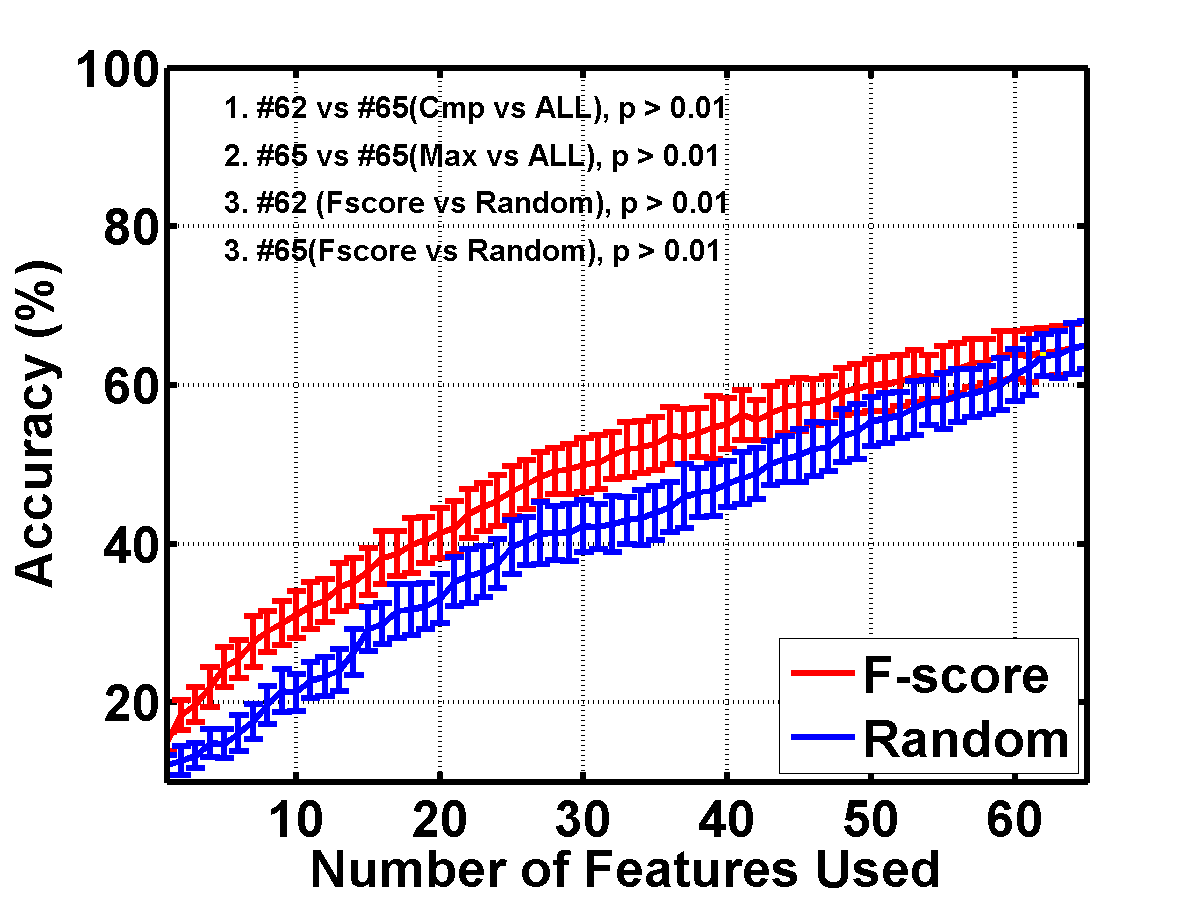 100
80
60
40
20
Accuracy (%)
1. #62 vs #65(Cmp vs ALL), p > 0.01
2. #65 vs #65(Max vs ALL), p > 0.01
3. #62 (Fscore vs Random), p > 0.01
3. #65(Fscore vs Random), p > 0.01
F-score
Random
10 20 30 40 50 60
Number of Features Used